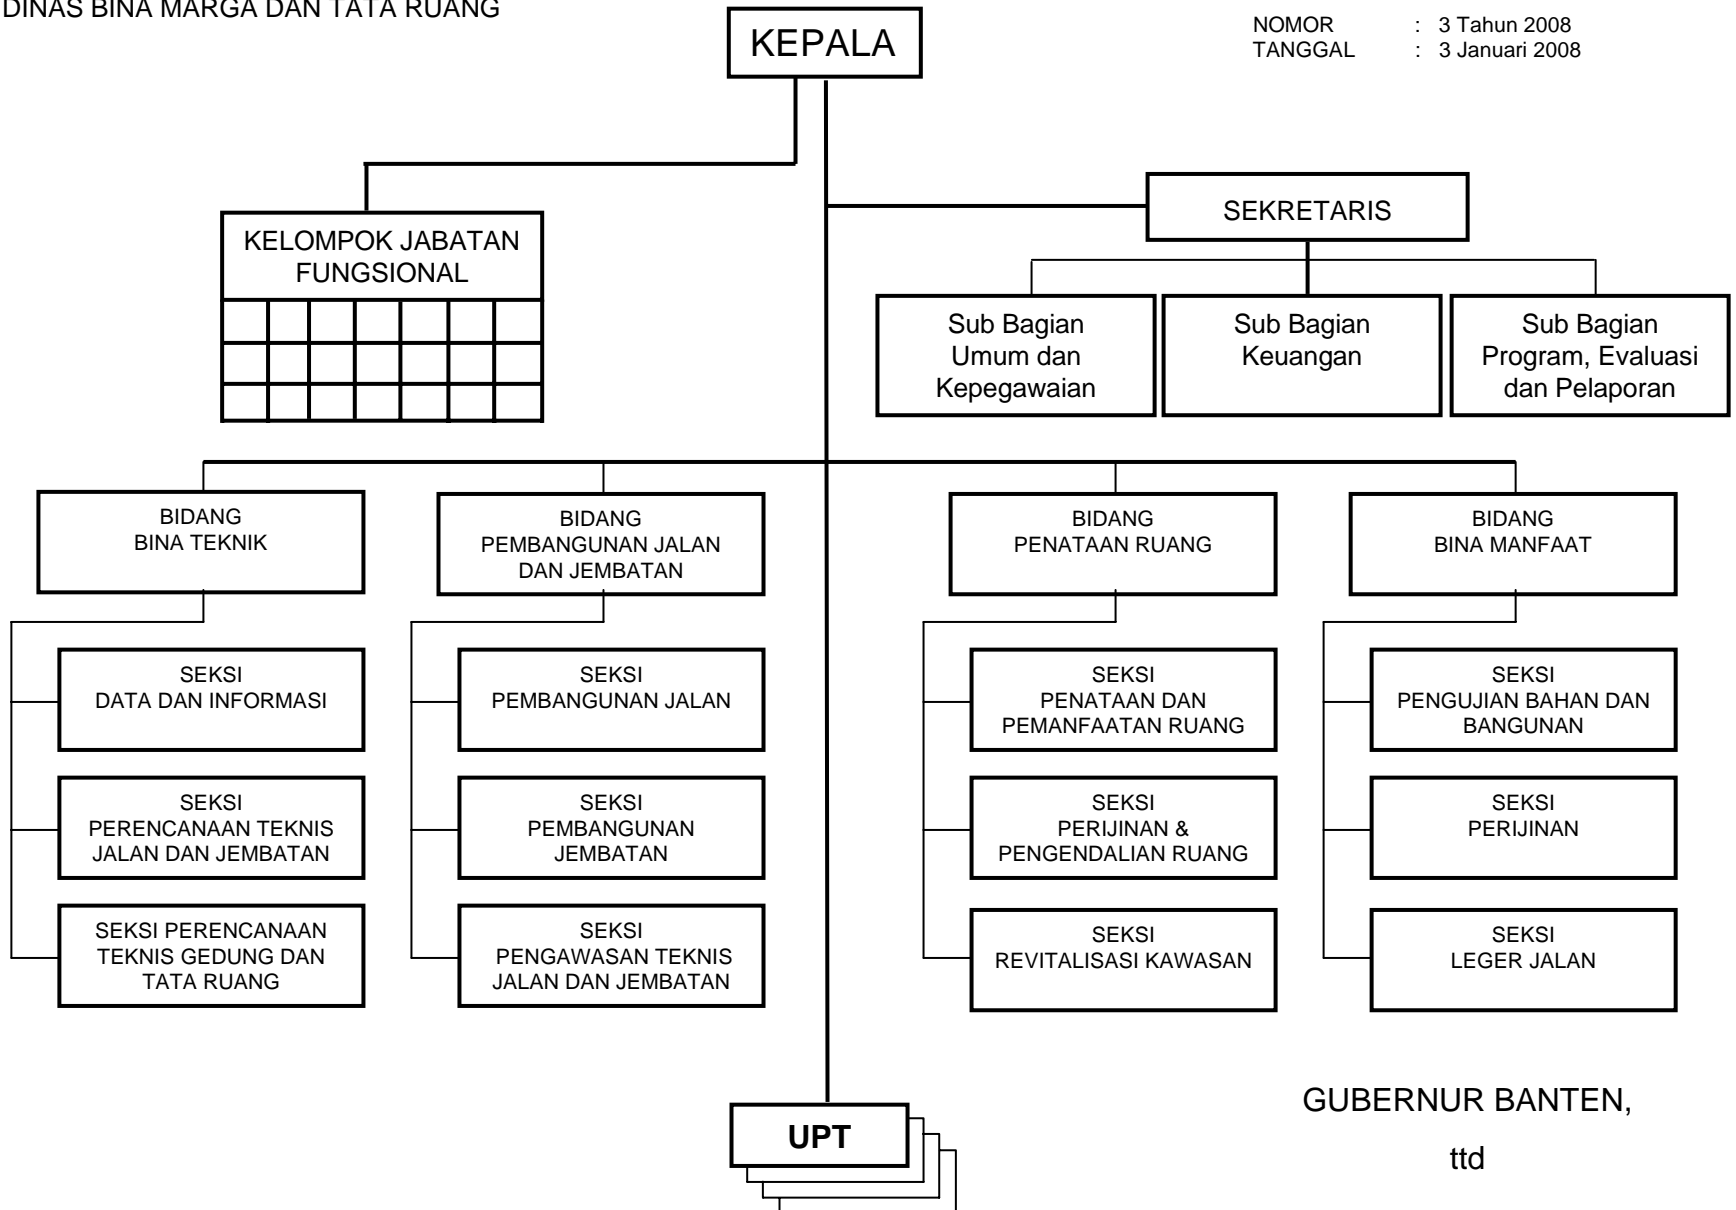 DINAS BINA MARGA DAN TATA RUANG
NOMOR : 3 Tahun 2008
TANGGAL : 3 Januari 2008
KEPALA
SEKRETARIS
KELOMPOK JABATAN
FUNGSIONAL
Sub Bagian
Umum dan
Kepegawaian
Sub Bagian
Keuangan
Sub Bagian
Program, Evaluasi
dan Pelaporan
BIDANG
BINA TEKNIK
BIDANG
PEMBANGUNAN JALAN
DAN JEMBATAN
BIDANG
PENATAAN RUANG
BIDANG
BINA MANFAAT
SEKSI
DATA DAN INFORMASI
SEKSI
PEMBANGUNAN JALAN
SEKSI
PENATAAN DAN
PEMANFAATAN RUANG
SEKSI
PENGUJIAN BAHAN DAN
BANGUNAN
SEKSI
PERENCANAAN TEKNIS
JALAN DAN JEMBATAN
SEKSI
PEMBANGUNAN
JEMBATAN
SEKSI
PERIJINAN &
PENGENDALIAN RUANG
SEKSI
PERIJINAN
SEKSI PERENCANAAN
TEKNIS GEDUNG DAN
TATA RUANG
SEKSI
PENGAWASAN TEKNIS
JALAN DAN JEMBATAN
SEKSI
REVITALISASI KAWASAN
SEKSI
LEGER JALAN
UPT
GUBERNUR BANTEN,
ttd